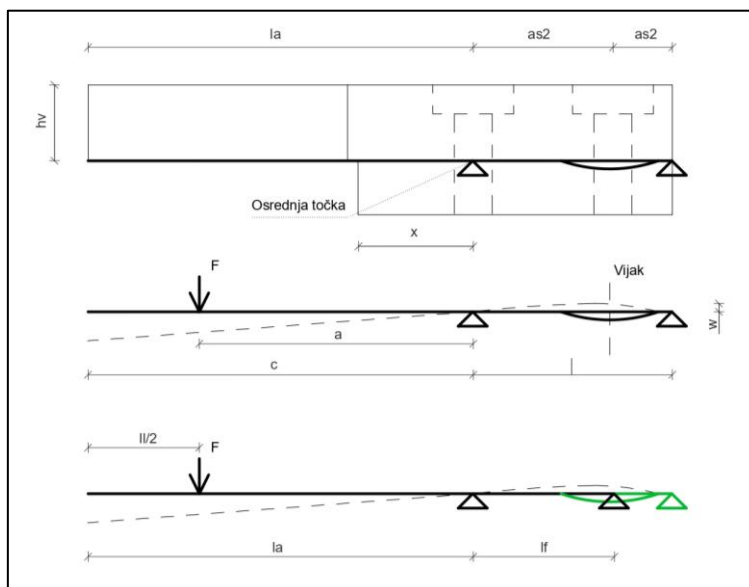 la as2 as2
hv
Osrednja točka
x
F Vijak
a
w
c l
ll/2
F
la lf